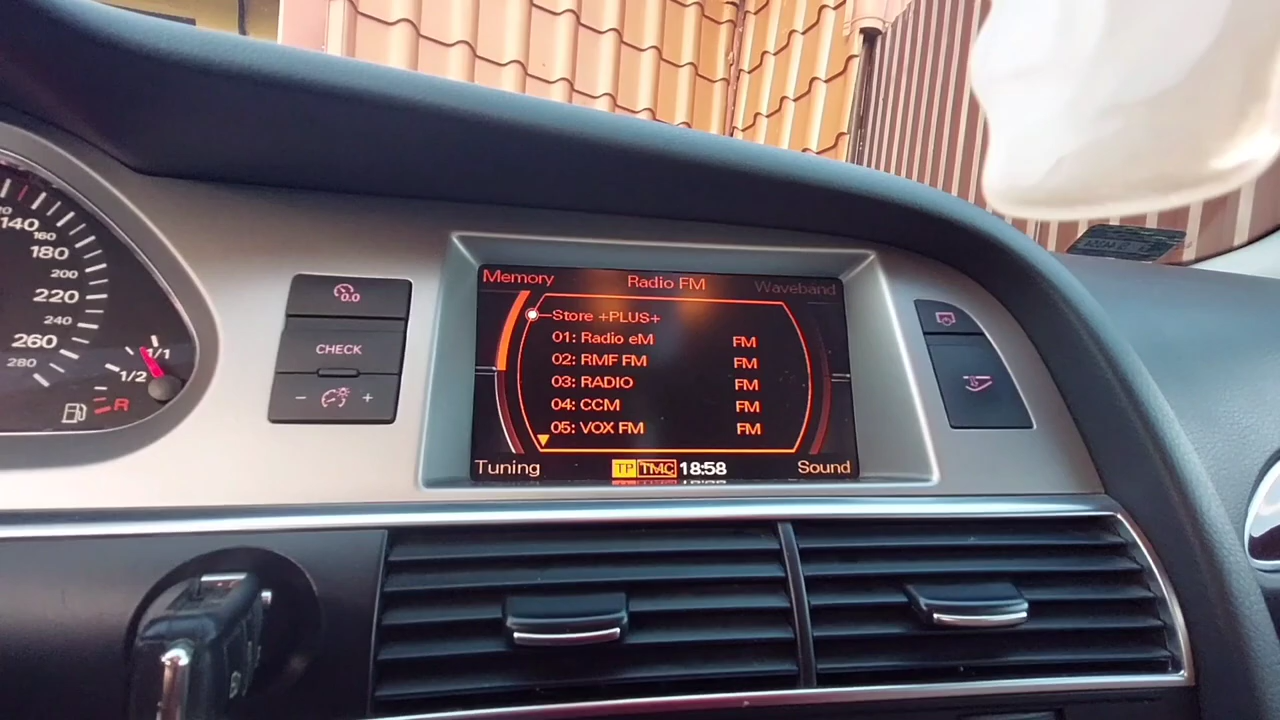 Memory Radio FM Waveband
Store +PLUS+
01: Radio eM FM
02: RMF FM FM
03: RADIO FM
04: CCM FM
05: VOX FM FM
Tuning TP TMC 18:58 Sound
0.0
CHECK
- +
140
160
180
200
220
240
260
280
1/1
1/2
R